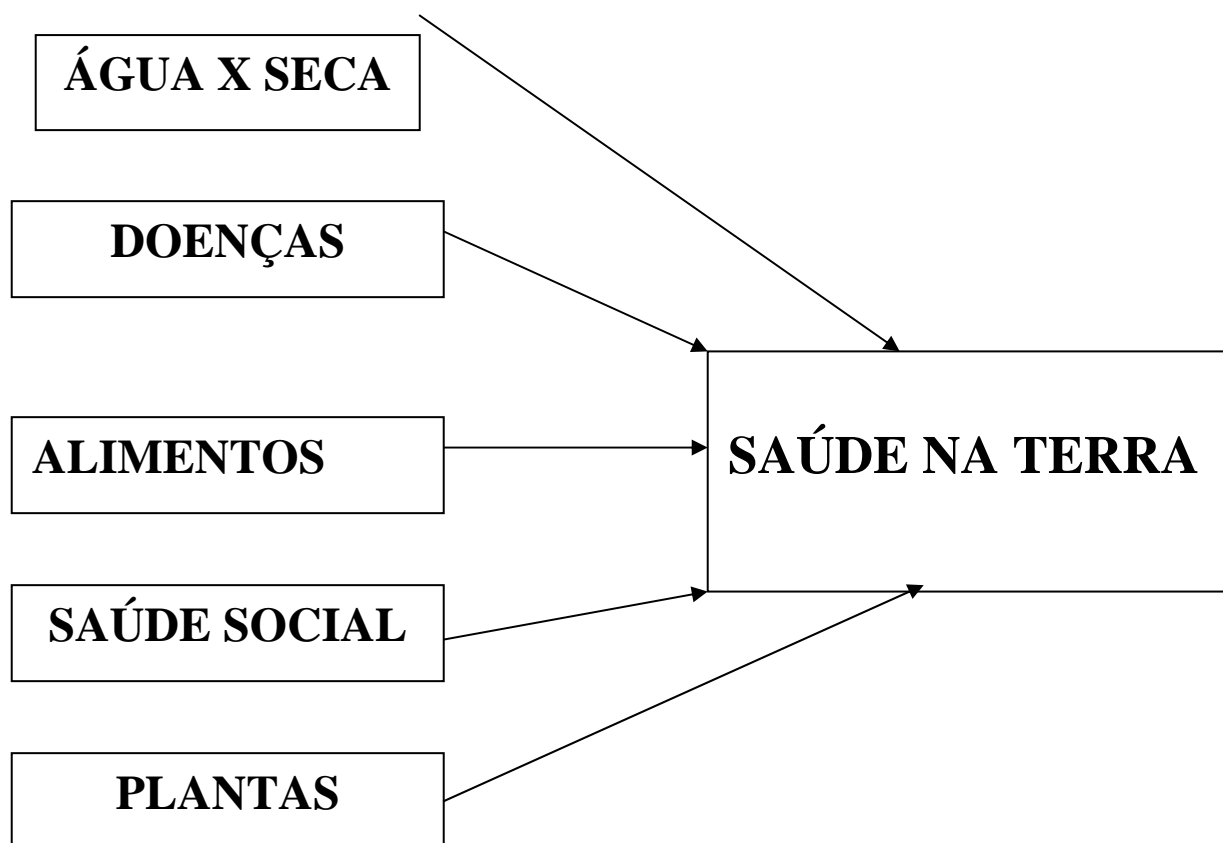 ÁGUA X SECA
DOENÇAS
ALIMENTOS
SAÚDE NA TERRA
SAÚDE SOCIAL
PLANTAS